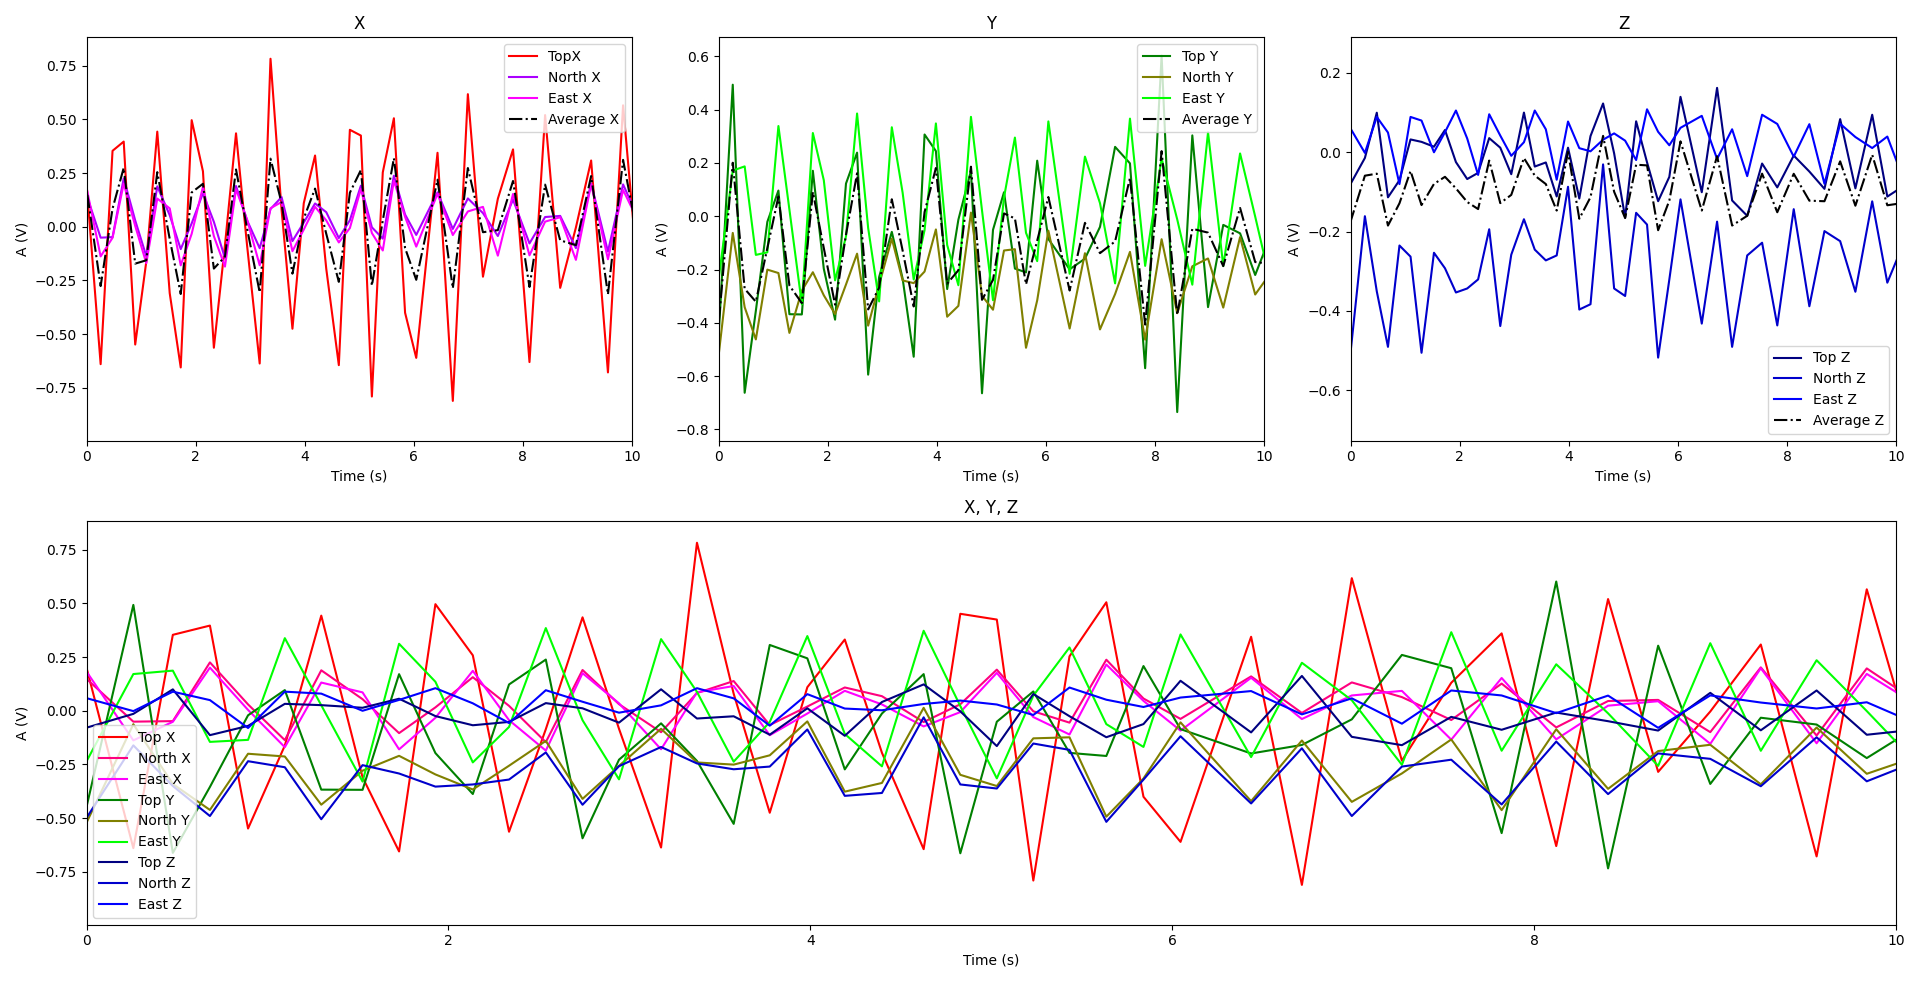 X
0.75
0.50
0.25
0.00
−0.25
−0.50
−0.75
A (V)
0 2 4 6 8 10
Time (s)
TopX
North X
East X
Average X
Y
0.6
0.4
0.2
0.0
−0.2
−0.4
−0.6
−0.8
A (V)
0 2 4 6 8 10
Time (s)
Top Y
North Y
East Y
Average Y
Z
0.2
0.0
−0.2
−0.4
−0.6
A (V)
0 2 4 6 8 10
Time (s)
Top Z
North Z
East Z
Average Z
X, Y, Z
0.75
0.50
0.25
0.00
−0.25
−0.50
−0.75
A (V)
0 2 4 6 8 10
Time (s)
Top X
North X
East X
Top Y
North Y
East Y
Top Z
North Z
East Z